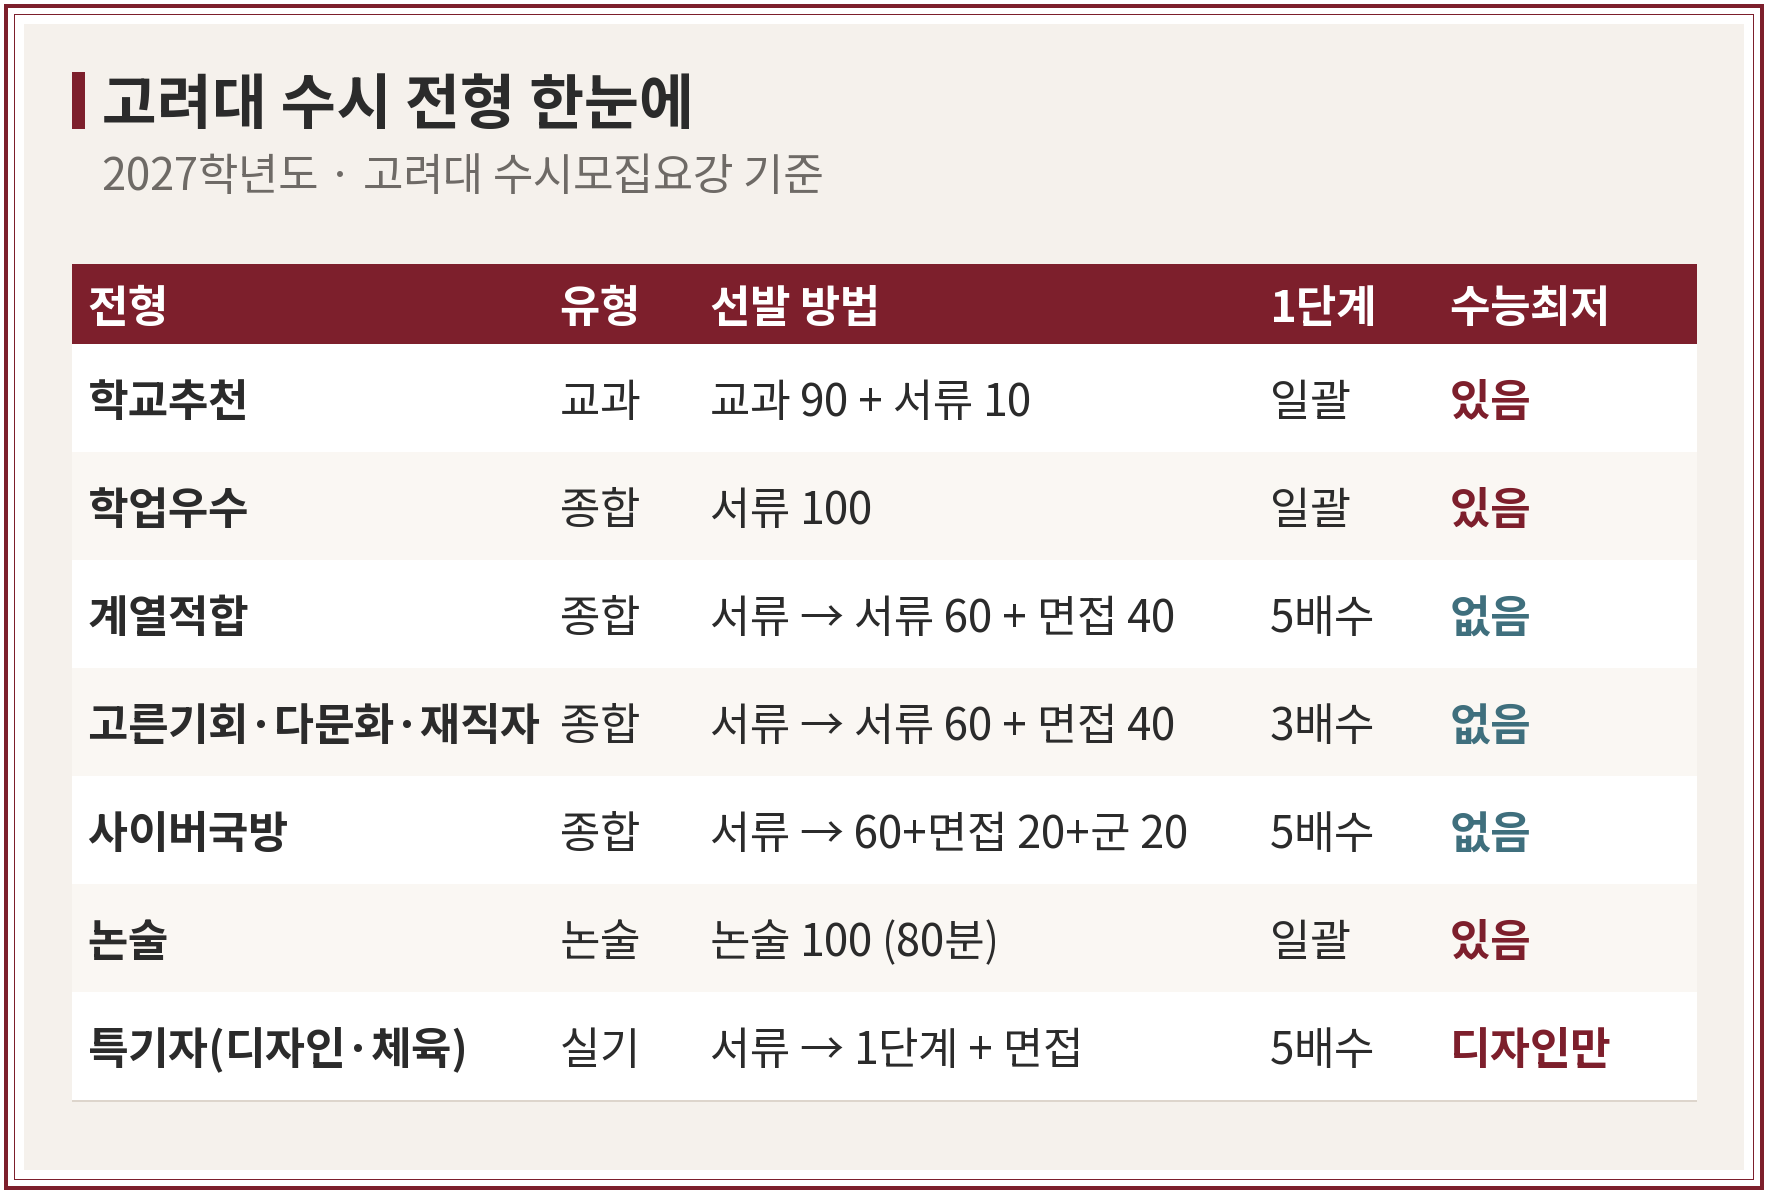 고려대 수시 전형 한눈에
2027학년도 · 고려대 수시모집요강 기준
전형 유형 선발 방법 1단계 수능최저
학교추천 교과 교과 90 + 서류 10 일괄 있음
학업우수 종합 서류 100 일괄 있음
계열적합 종합 서류 → 서류 60 + 면접 40 5배수 없음
고른기회·다문화·재직자 종합 서류 → 서류 60 + 면접 40 3배수 없음
사이버국방 종합 서류 → 60+면접 20+군 20 5배수 없음
논술 논술 논술 100 (80분) 일괄 있음
특기자(디자인·체육) 실기 서류 → 1단계 + 면접 5배수 디자인만